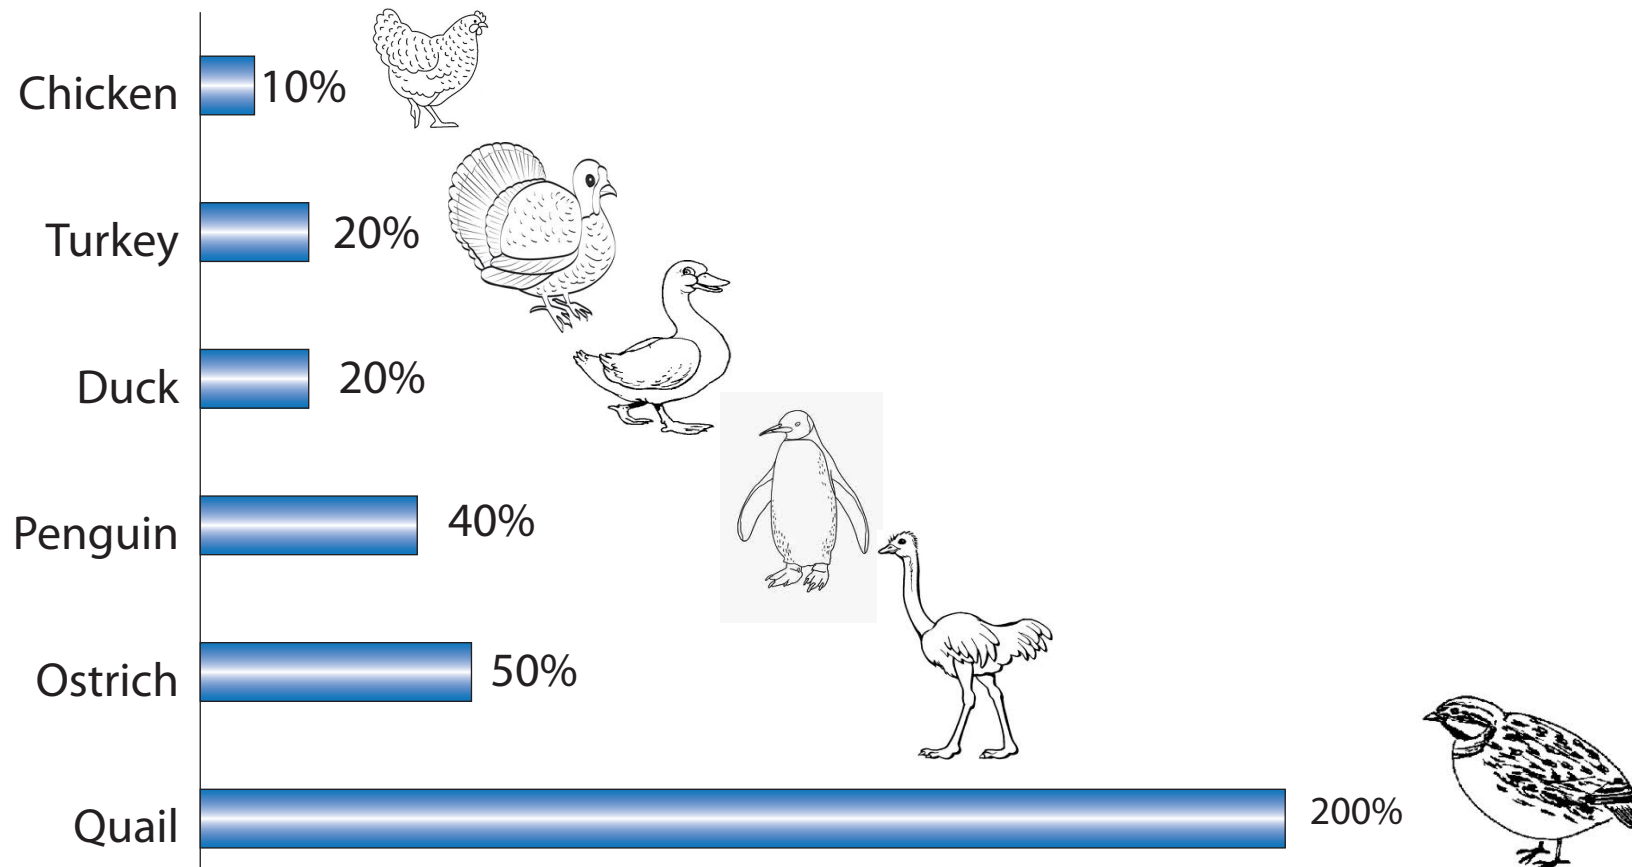 Chicken 10%
Turkey 20%
Duck 20%
Penguin 40%
Ostrich 50%
Quail 200%